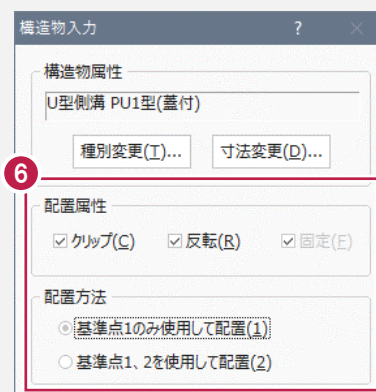 構造物入力 ?
構造物属性
U型側溝 PU1型(蓋付)
種別変更(T)... 寸法変更(D)...
6
配置属性
クリップ(C) 反転(R) 固定(F)
配置方法
基準点1のみ使用して配置(1)
基準点1、2を使用して配置(2)